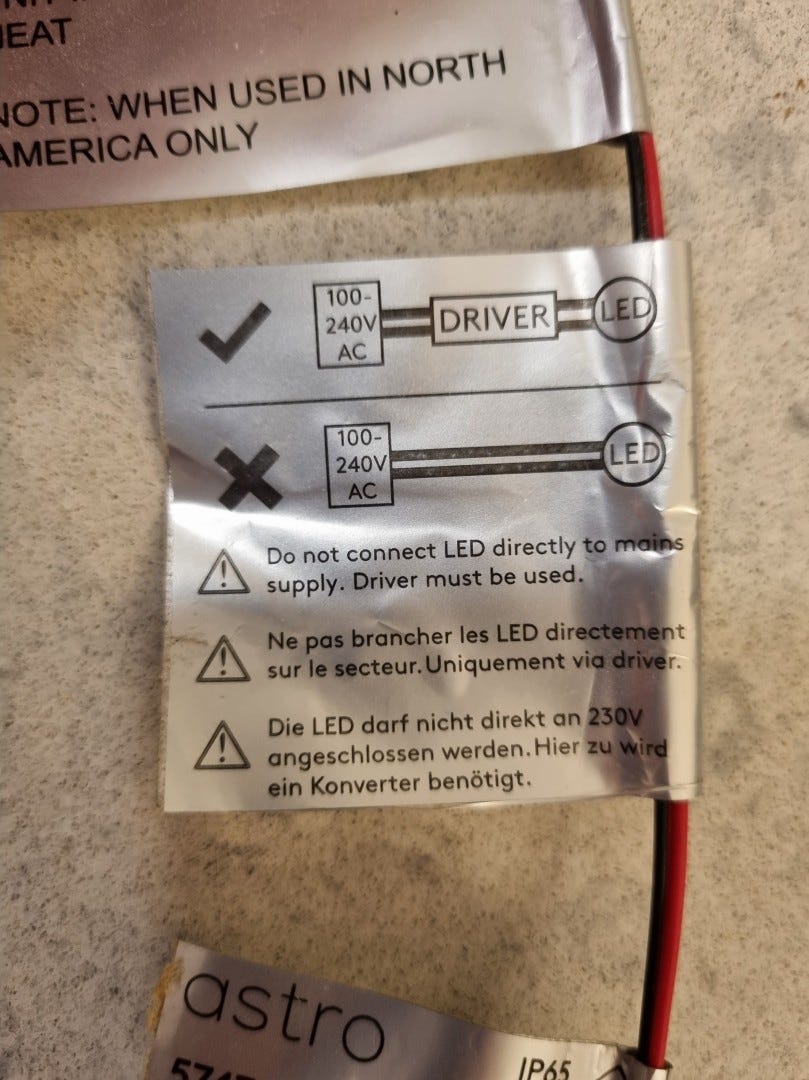 HEAT
NOTE: WHEN USED IN NORTH
AMERICA ONLY
100-
240V
AC
DRIVER
LED
100-
240V
AC
LED
Do not connect LED directly to mains
supply. Driver must be used.
Ne pas brancher les LED directement
sur le secteur. Uniquement via driver.
Die LED darf nicht direkt an 230V
angeschlossen werden. Hier zu wird
ein Konverter benötigt.
astro
IP65